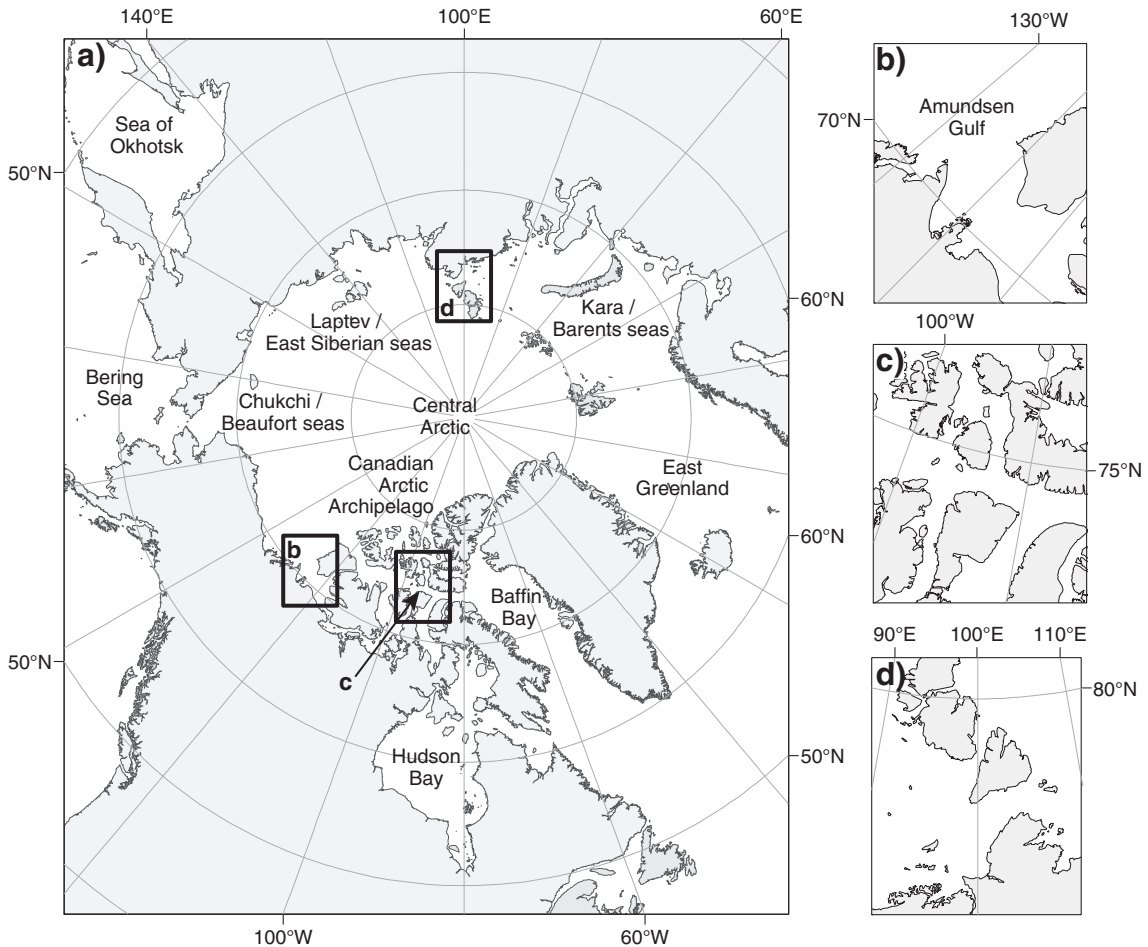 140°E
100°E
60°E
a)
Sea of
Okhotsk
50°N
d
Laptev /
East Siberian seas
Kara /
Barents seas
60°N
Bering
Sea
Chukchi /
Beaufort seas
Central
Arctic
Canadian
Arctic
Archipelago
East
Greenland
b
60°N
Baffin
Bay
50°N
c
Hudson
Bay
50°N
100°W
60°W
130°W
b)
Amundsen
Gulf
70°N
100°W
c)
75°N
90°E
100°E
110°E
d)
80°N